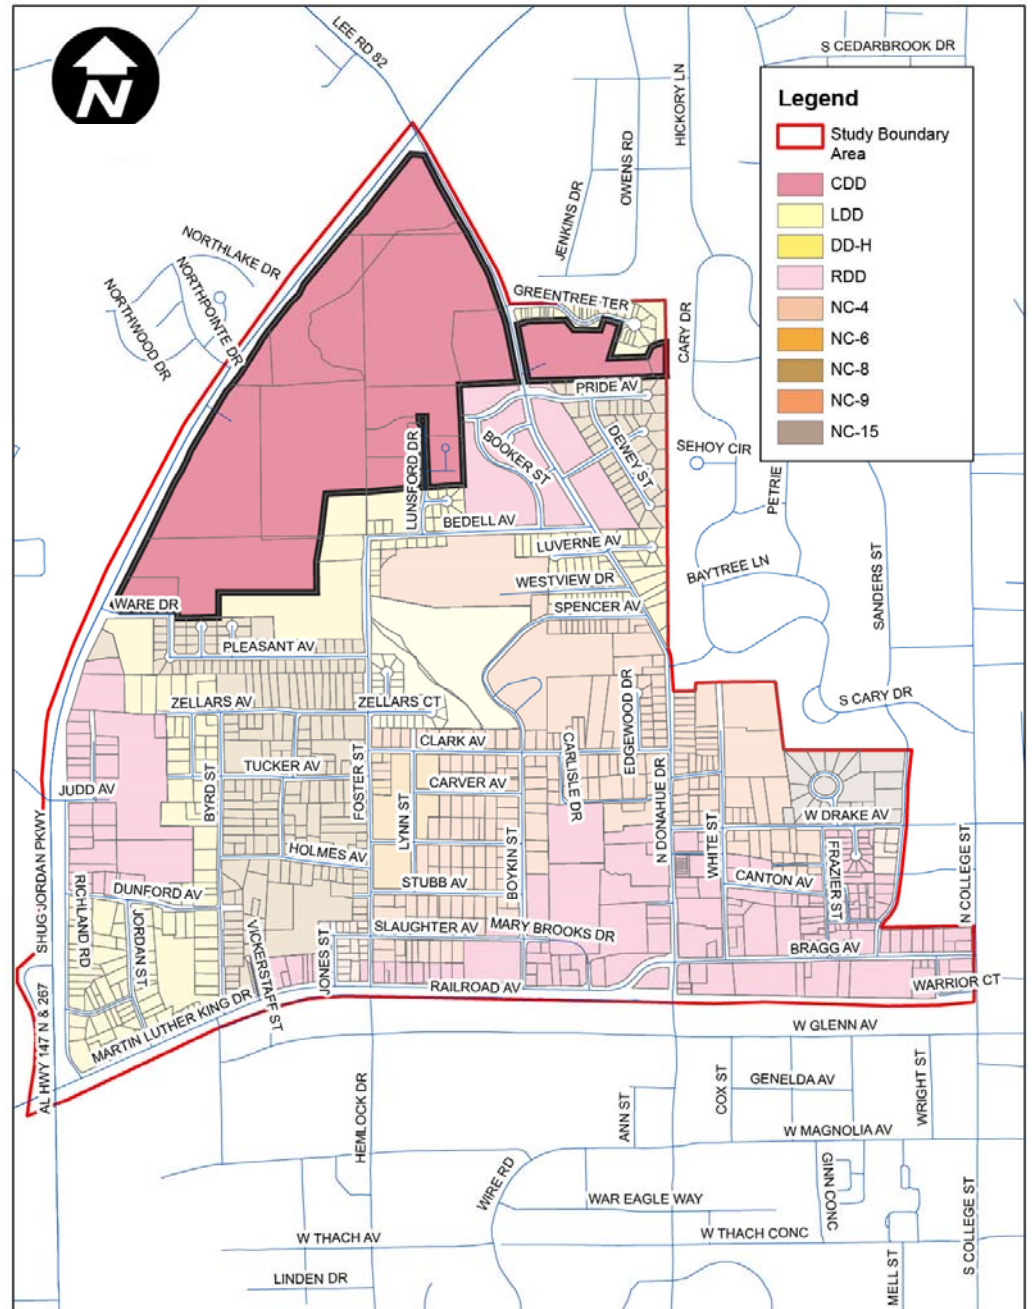 LEE RD 82
S CEDARBROOK DR
HICKORY LN
N
Legend
Study Boundary
Area
CDD
LDD
DD-H
RDD
NC-4
NC-6
NC-8
NC-9
NC-15
OWENS RD
JENKINS DR
NORTHLAKE DR
NORTHPOINTE DR
NORTHWOOD DR
GREENTREE TER
CARY DR
PRIDE AV
DEWEY ST
BOOKER ST
LUNSFORD DR
SEHOY CIR
PETRIE
BEDELL AV
LUVERNE AV
WESTVIEW DR
SPENCER AV
BAYTREE LN
SANDERS ST
WARE DR
PLEASANT AV
ZELLARS AV
ZELLARS CT
S CARY DR
CLARK AV
CARLISLE DR
EDGEWOOD DR
TUCKER AV
BYRD ST
FOSTER ST
CARVER AV
LYNN ST
JUDD AV
N DONAHUE DR
WHITE ST
W DRAKE AV
HOLMES AV
BOYKIN ST
STUBB AV
CANTON AV
FRAZIER ST
N COLLEGE ST
SHUG JORDAN PKWY
RICHLAND RD
DUNFORD AV
JORDAN ST
VICKERSTAFF ST
JONES ST
SLAUGHTER AV
MARY BROOKS DR
BRAGG AV
RAILROAD AV
WARRIOR CT
MARTIN LUTHER KING DR
AL HWY 147 N & 267
W GLENN AV
HEMLOCK DR
ANN ST
COX ST
GENELDA AV
WRIGHT ST
W MAGNOLIA AV
WIRE RD
GINN CONC
WAR EAGLE WAY
S COLLEGE ST
W THACH AV
W THACH CONC
LINDEN DR
MELL ST